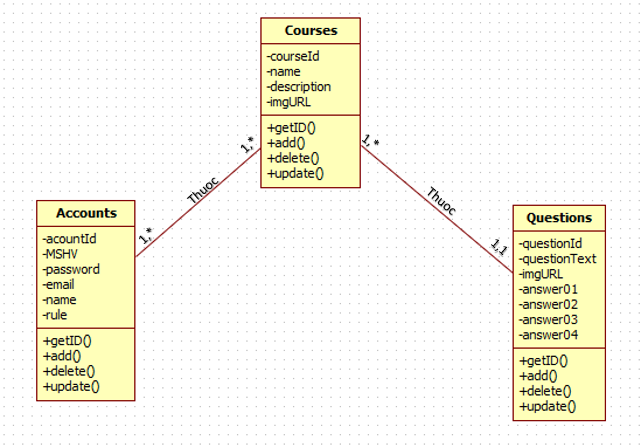 Courses
-courseId
-name
-description
-imgURL
+getID()
+add()
+delete()
+update()
1,*
Thuoc
1,*
1,*
Thuoc
1,1
Accounts
-acountId
-MSHV
-password
-email
-name
-rule
+getID()
+add()
+delete()
+update()
Questions
-questionId
-questionText
-imgURL
-answer01
-answer02
-answer03
-answer04
+getID()
+add()
+delete()
+update()